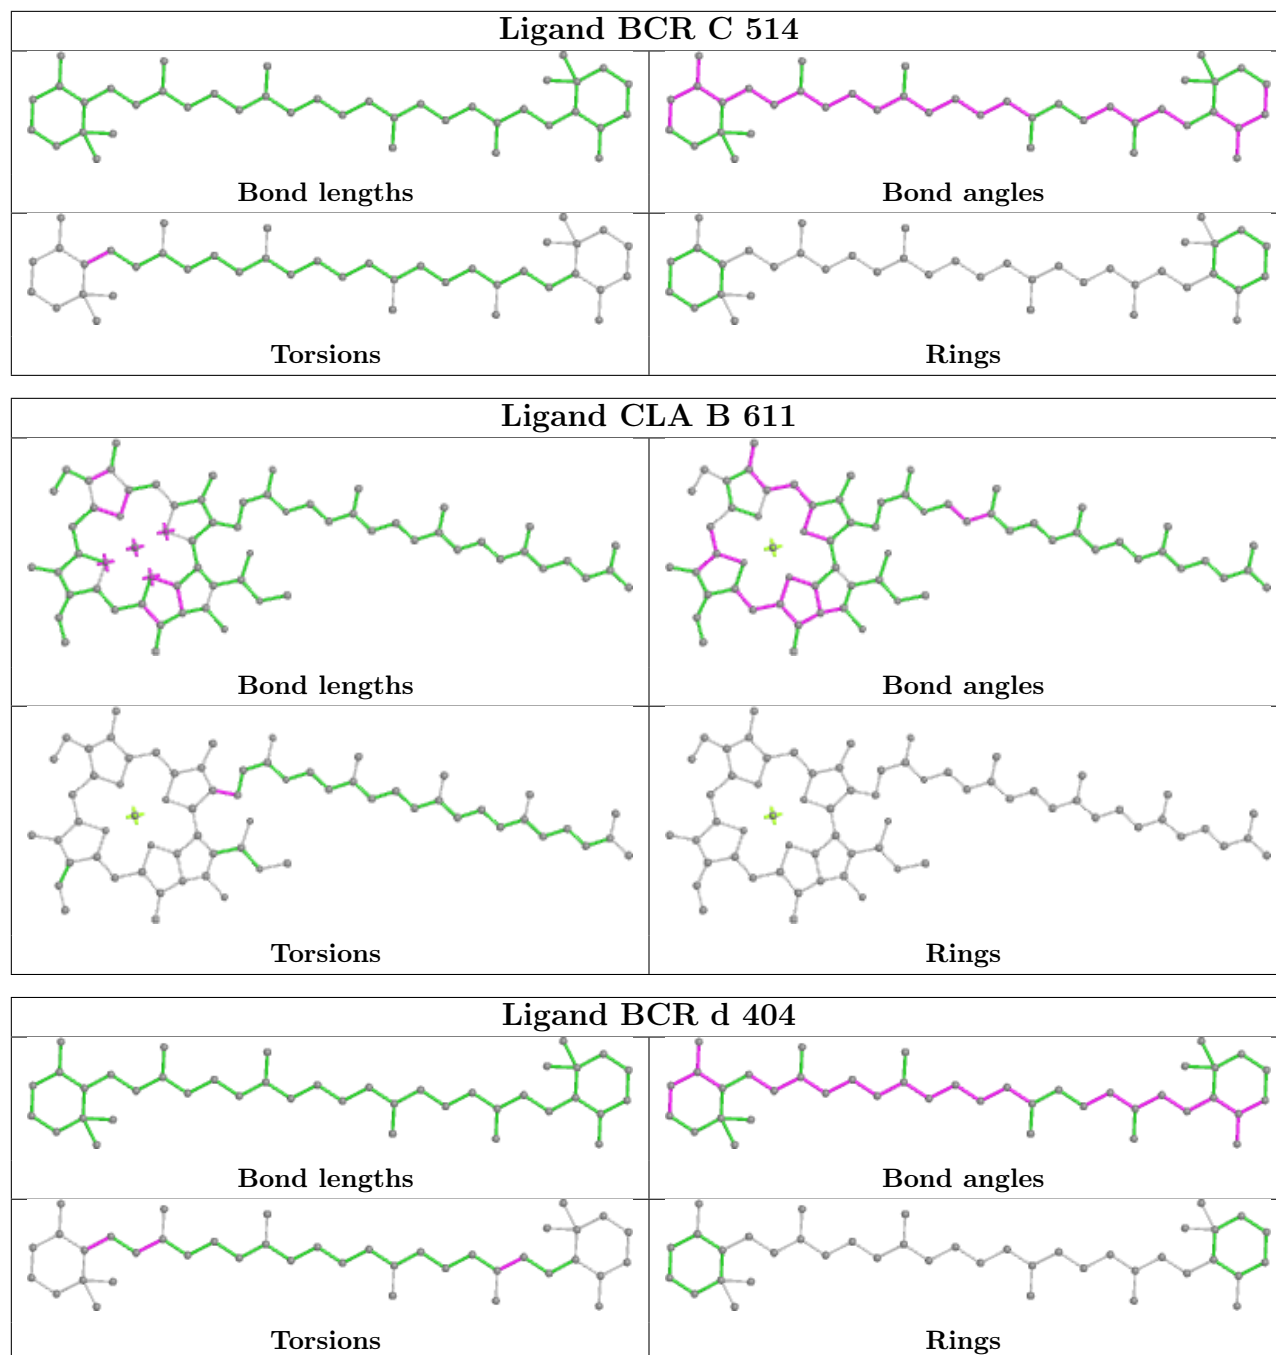 Ligand BCR C 514
Bond lengths
Bond angles
Torsions
Rings
Ligand CLA B 611
Bond lengths
Bond angles
Torsions
Rings
Ligand BCR d 404
Bond lengths
Bond angles
Torsions
Rings